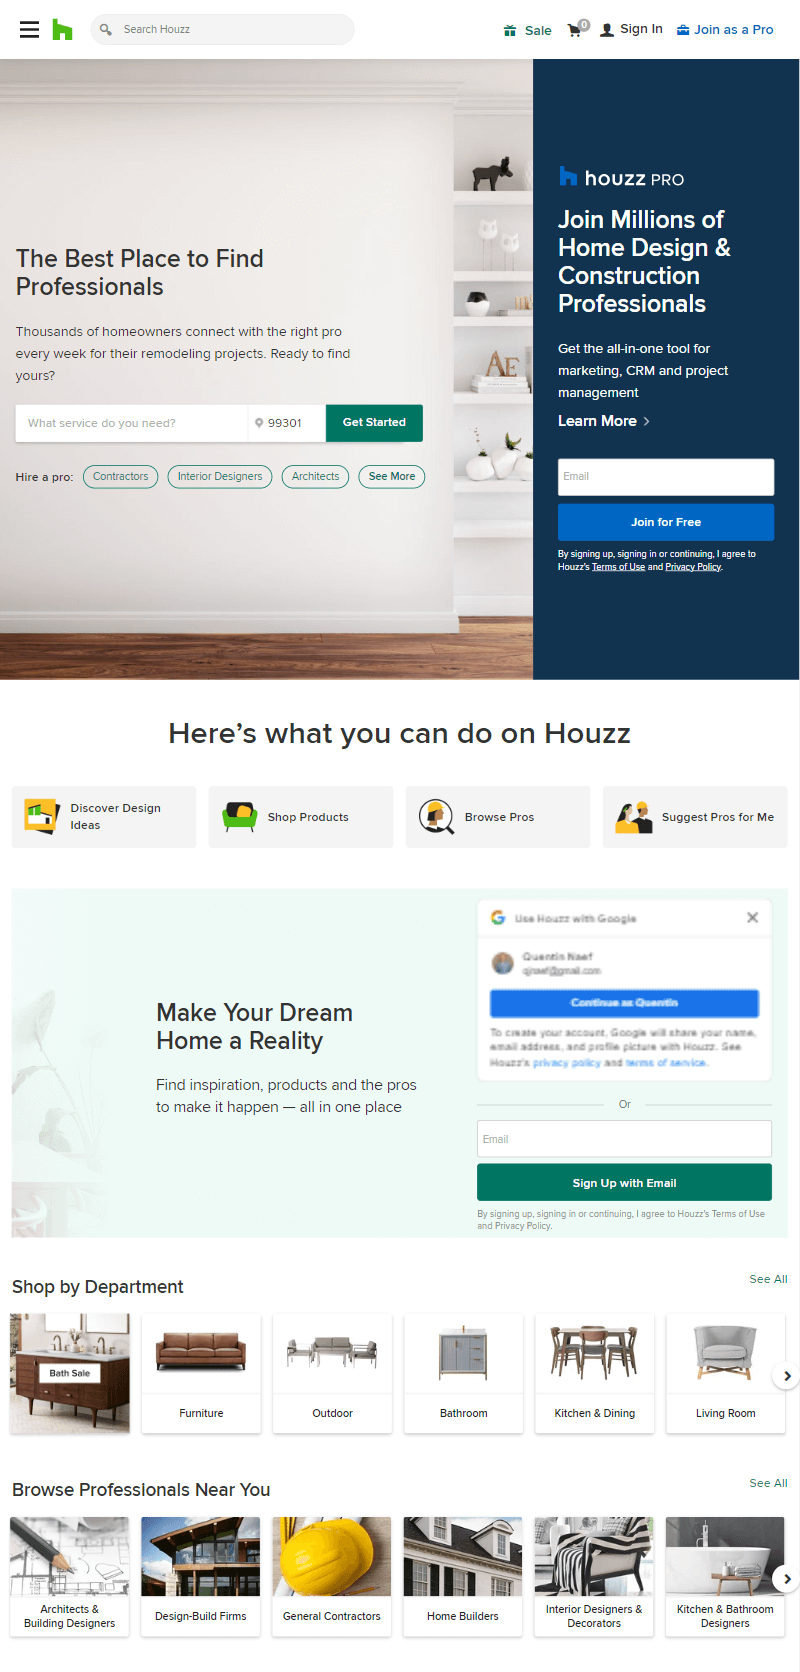 Search Houzz
Sale
0
Sign In
Join as a Pro
The Best Place to Find
Professionals
Thousands of homeowners connect with the right pro
every week for their remodeling projects. Ready to find
yours?
What service do you need?
99301
Get Started
Hire a pro:
Contractors
Interior Designers
Architects
See More
AE
houzz PRO
Join Millions of
Home Design &
Construction
Professionals
Get the all-in-one tool for
marketing, CRM and project
management
Learn More
Email
Join for Free
By signing up, signing in or continuing, I agree to
Houzz's Terms of Use and Privacy Policy.
Here's what you can do on Houzz
Discover Design
Ideas
Shop Products
Browse Pros
Suggest Pros for Me
Make Your Dream
Home a Reality
Find inspiration, products and the pros
to make it happen — all in one place
Use Houzz with Google
Quentin Naef
qjnaef@gmail.com
Continue as Quentin
To create your account, Google will share your name,
email address, and profile picture with Houzz. See
Houzz's privacy policy and terms of service.
Or
Email
Sign Up with Email
By signing up, signing in or continuing, I agree to Houzz's Terms of Use
and Privacy Policy.
Shop by Department
See All
Bath Sale
Furniture
Outdoor
Bathroom
Kitchen & Dining
Living Room
Browse Professionals Near You
See All
Architects &
Building Designers
Design-Build Firms
General Contractors
Home Builders
Interior Designers &
Decorators
Kitchen & Bathroom
Designers